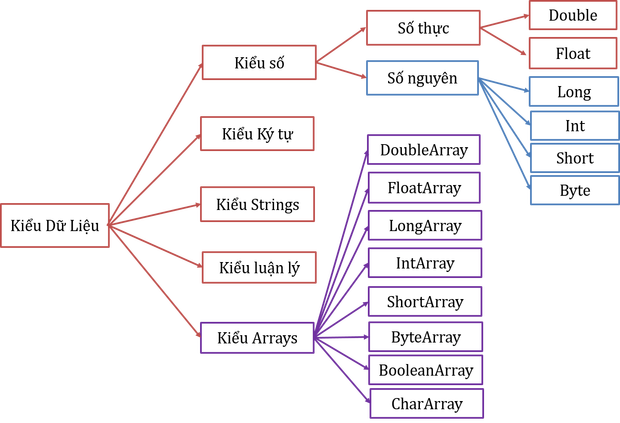 Kiểu Dữ Liệu
Kiểu số
Số thực
Double
Float
Số nguyên
Long
Int
Short
Byte
Kiểu Ký tự
Kiểu Strings
Kiểu luận lý
Kiểu Arrays
DoubleArray
FloatArray
LongArray
IntArray
ShortArray
ByteArray
BooleanArray
CharArray